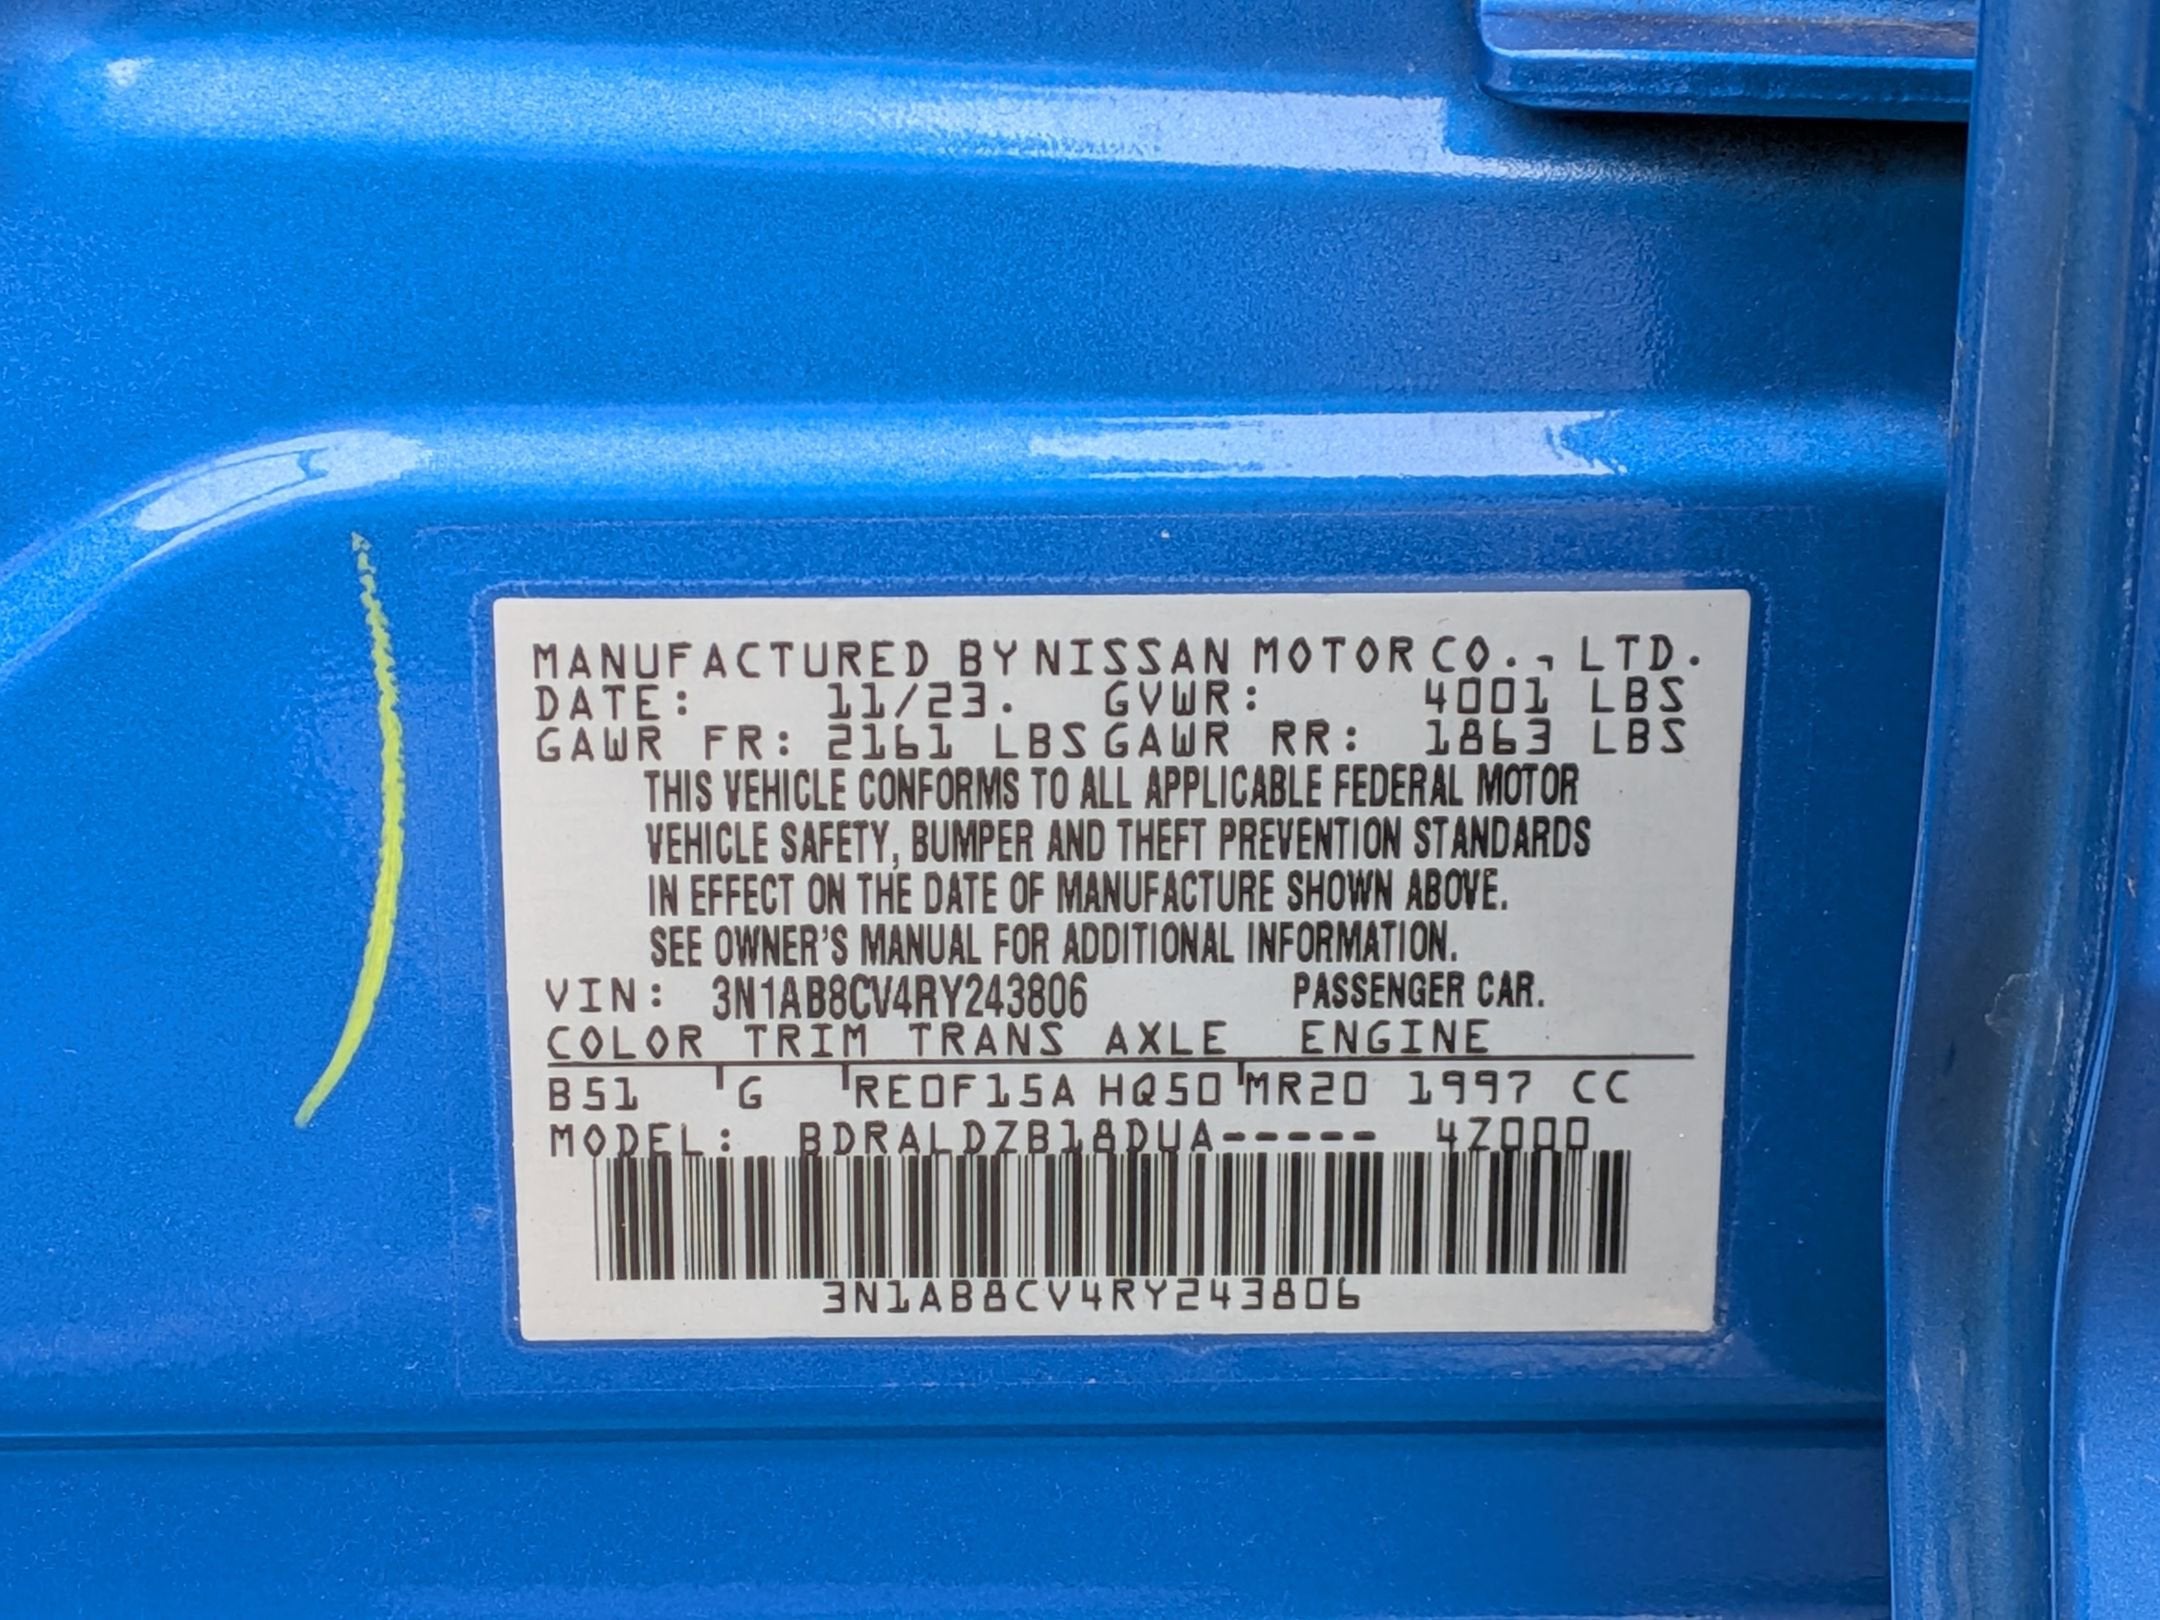 MANUFACTURED BY NISSAN MOTOR CO., LTD.
DATE: 11/23. GVWR: 4001 LBS
GAWR FR: 2161 LBS GAWR RR: 1863 LBS
THIS VEHICLE CONFORMS TO ALL APPLICABLE FEDERAL MOTOR
VEHICLE SAFETY, BUMPER AND THEFT PREVENTION STANDARDS
IN EFFECT ON THE DATE OF MANUFACTURE SHOWN ABOVE.
SEE OWNER'S MANUAL FOR ADDITIONAL INFORMATION.
VIN: 3N1AB8CV4RY243806 PASSENGER CAR.
COLOR TRIM TRANS AXLE ENGINE
B51 G RE0F15A HQ50 MR20 1997 CC
MODEL: BDRALDZB18DUA----- 4Z000
3N1AB8CV4RY243806